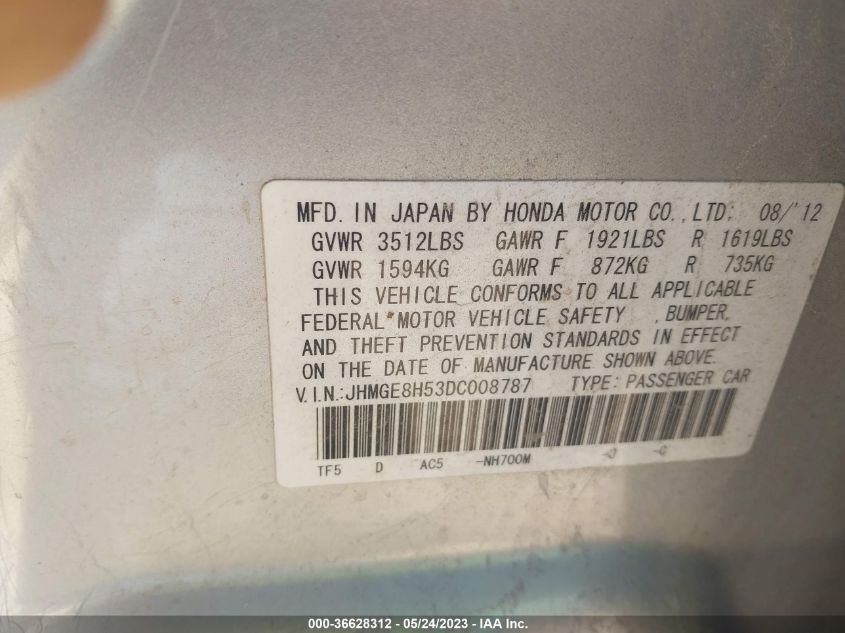 MFD. IN JAPAN BY HONDA MOTOR CO.,LTD. 08/'12
GVWR 3512LBS GAWR F 1921LBS R 1619LBS
GVWR 1594KG GAWR F 872KG R 735KG
THIS VEHICLE CONFORMS TO ALL APPLICABLE
FEDERAL MOTOR VEHICLE SAFETY , BUMPER,
AND THEFT PREVENTION STANDARDS IN EFFECT
ON THE DATE OF MANUFACTURE SHOWN ABOVE.
V.I.N.:JHMGE8H53DC008787 TYPE: PASSENGER CAR
TF5 D AC5 -NH700M -J -C
000-36628312 - 05/24/2023 - IAA Inc.